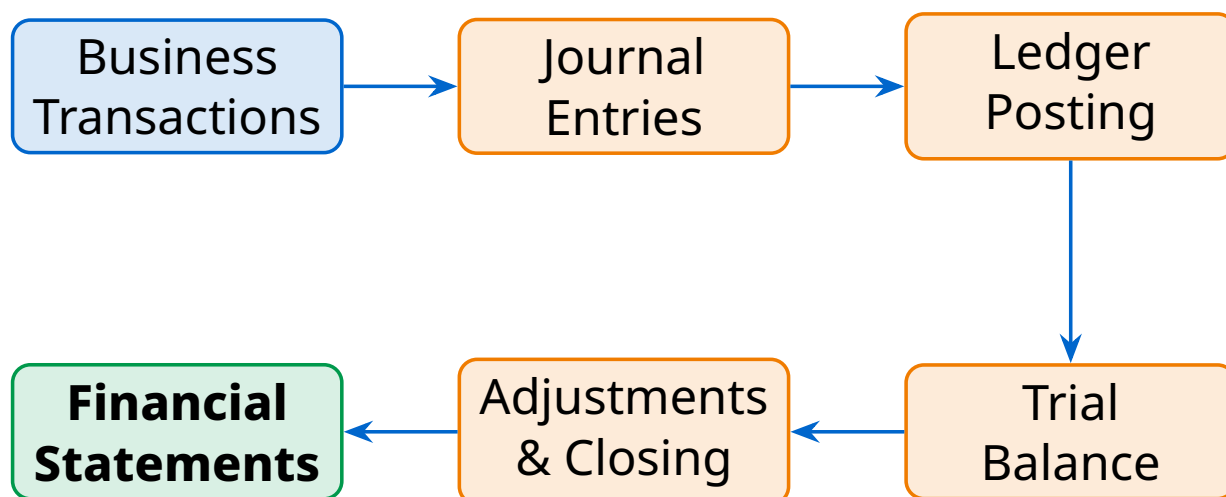 Business
Transactions
Journal
Entries
Ledger
Posting
Trial
Balance
Adjustments
& Closing
Financial
Statements